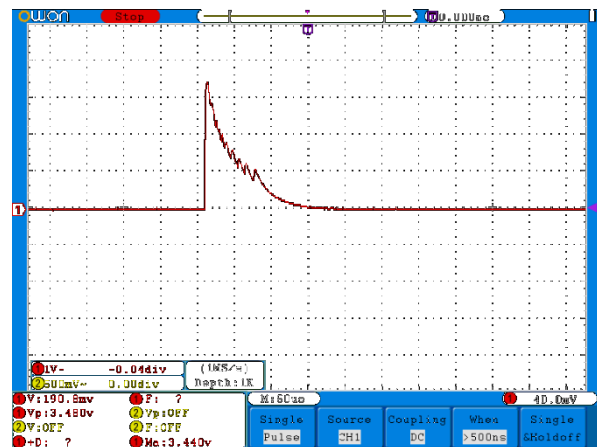 owon Stop
1
1 1V- -0.04div (1MS/s)
2 500mV~ 0.00div Depth:1K
1 V:190.8mv 1 F: ? M:50us 1 40.0mV
1 Vp:3.480v 2 Vp:OFF Single Source Coupling When Single
2 V:OFF 2 F:OFF Pulse CH1 DC >500ns &Holdoff
1 +D: ? 1 Ma:3.440v